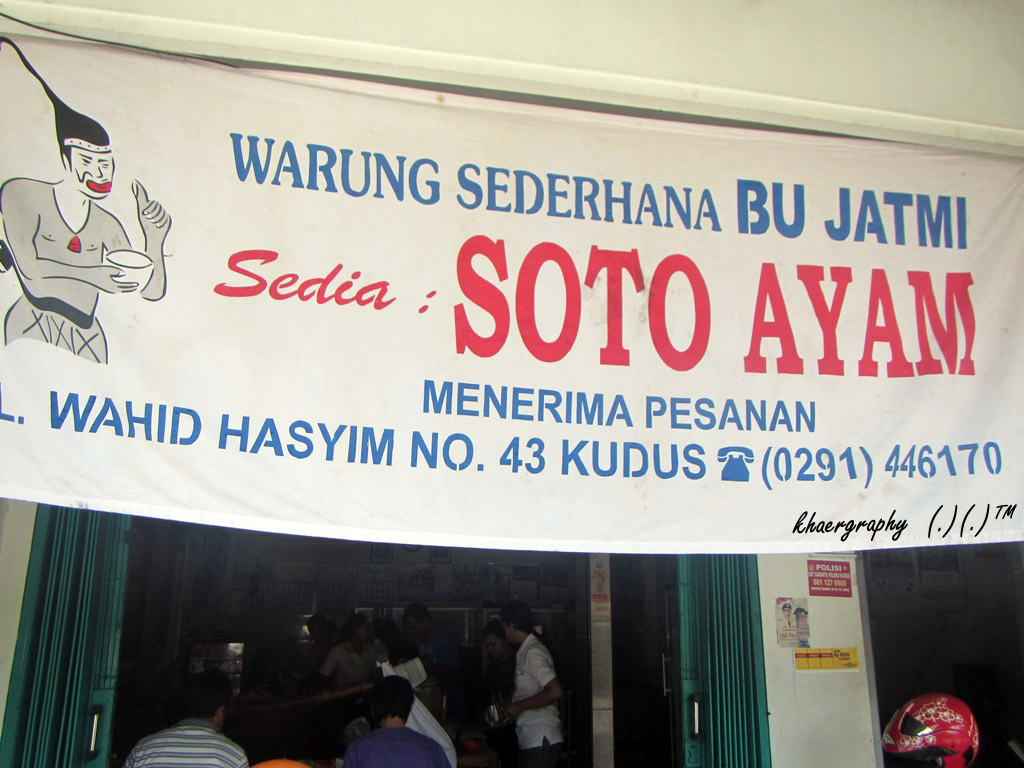 WARUNG SEDERHANA BU JATMI
Sedia : SOTO AYAM
MENERIMA PESANAN
L. WAHID HASYIM NO. 43 KUDUS ☎ (0291) 446170
khaergraphy (.)(.)™
POLISI